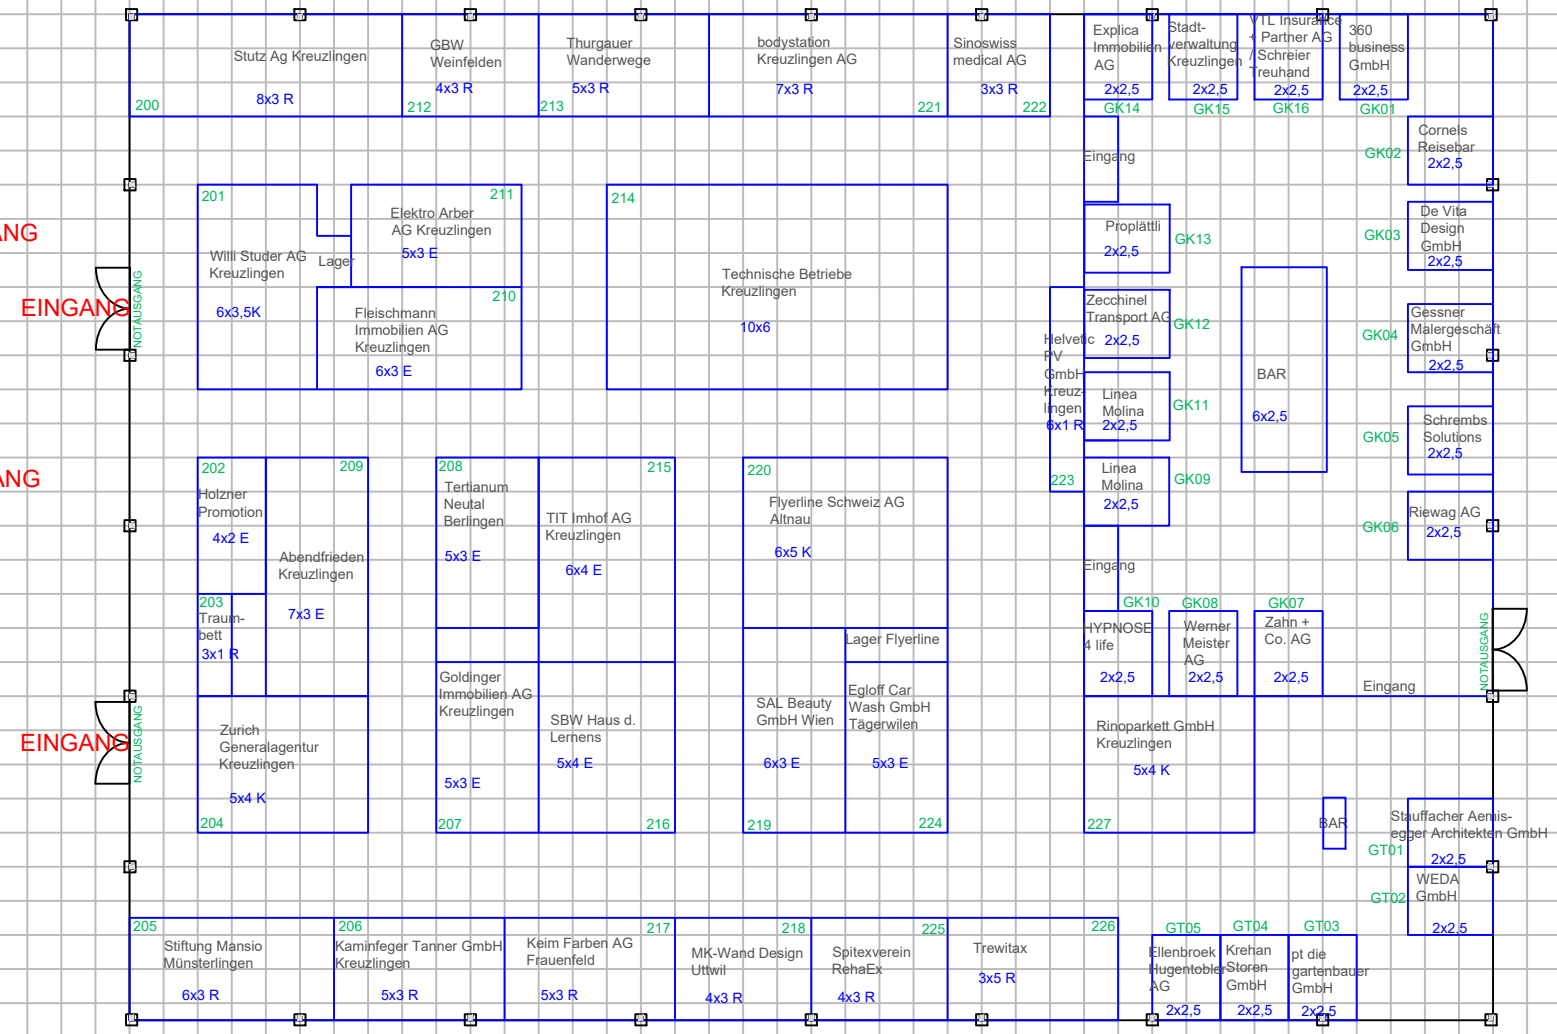 Stutz Ag Kreuzlingen
8x3 R
200
GBW
Weinfelden
4x3 R
212
Thurgauer
Wanderwege
5x3 R
213
bodystation
Kreuzlingen AG
7x3 R
221
Sinoswiss
medical AG
3x3 R
222
Explica
Immobilien
AG
2x2,5
GK14
Stadt-
verwaltung
Kreuzlingen
2x2,5
GK15
VTL Insurance
+ Partner AG
/ Schreier
Treuhand
2x2,5
GK16
360
business
GmbH
2x2,5
GK01
Eingang
Cornels
Reisebar
2x2,5
GK02
201
Willi Studer AG
Kreuzlingen
6x3,5K
Lager
211
Elektro Arber
AG Kreuzlingen
5x3 E
210
Fleischmann
Immobilien AG
Kreuzlingen
6x3 E
214
Technische Betriebe
Kreuzlingen
10x6
Proplättli
2x2,5
GK13
De Vita
Design
GmbH
2x2,5
GK03
ANG
EINGANG
NOTAUSGANG
Zecchinel
Transport AG
2x2,5
GK12
Helvetic
PV
GmbH
Kreuz-
lingen
6x1 R
223
Linea
Molina
2x2,5
GK11
BAR
6x2,5
Gessner
Malergeschäft
GmbH
2x2,5
GK04
Schrembs
Solutions
2x2,5
GK05
ANG
202
Holzner
Promotion
4x2 E
209
Abendfrieden
Kreuzlingen
7x3 E
203
Traum-
bett
3x1 R
208
Tertianum
Neutal
Berlingen
5x3 E
215
TIT Imhof AG
Kreuzlingen
6x4 E
220
Flyerline Schweiz AG
Altnau
6x5 K
Linea
Molina
2x2,5
GK09
Riewag AG
2x2,5
GK06
Eingang
GK10
HYPNOSE
4 life
2x2,5
GK08
Werner
Meister
AG
2x2,5
GK07
Zahn +
Co. AG
2x2,5
NOTAUSGANG
Eingang
EINGANG
NOTAUSGANG
Zurich
Generalagentur
Kreuzlingen
5x4 K
204
Goldinger
Immobilien AG
Kreuzlingen
5x3 E
207
SBW Haus d.
Lernens
5x4 E
216
SAL Beauty
GmbH Wien
6x3 E
219
Lager Flyerline
Egloff Car
Wash GmbH
Tägerwilen
5x3 E
224
Rinoparkett GmbH
Kreuzlingen
5x4 K
227
BAR
Stauffacher Aemis-
egger Architekten GmbH
2x2,5
GT01
WEDA
GmbH
2x2,5
GT02
205
Stiftung Mansio
Münsterlingen
6x3 R
206
Kaminfeger Tanner GmbH
Kreuzlingen
5x3 R
217
Keim Farben AG
Frauenfeld
5x3 R
218
MK-Wand Design
Uttwil
4x3 R
225
Spitexverein
RehaEx
4x3 R
226
Trewitax
3x5 R
GT05
Ellenbroek
Hugentobler
AG
2x2,5
GT04
Krehan
Storen
GmbH
2x2,5
GT03
pt die
gartenbauer
GmbH
2x2,5